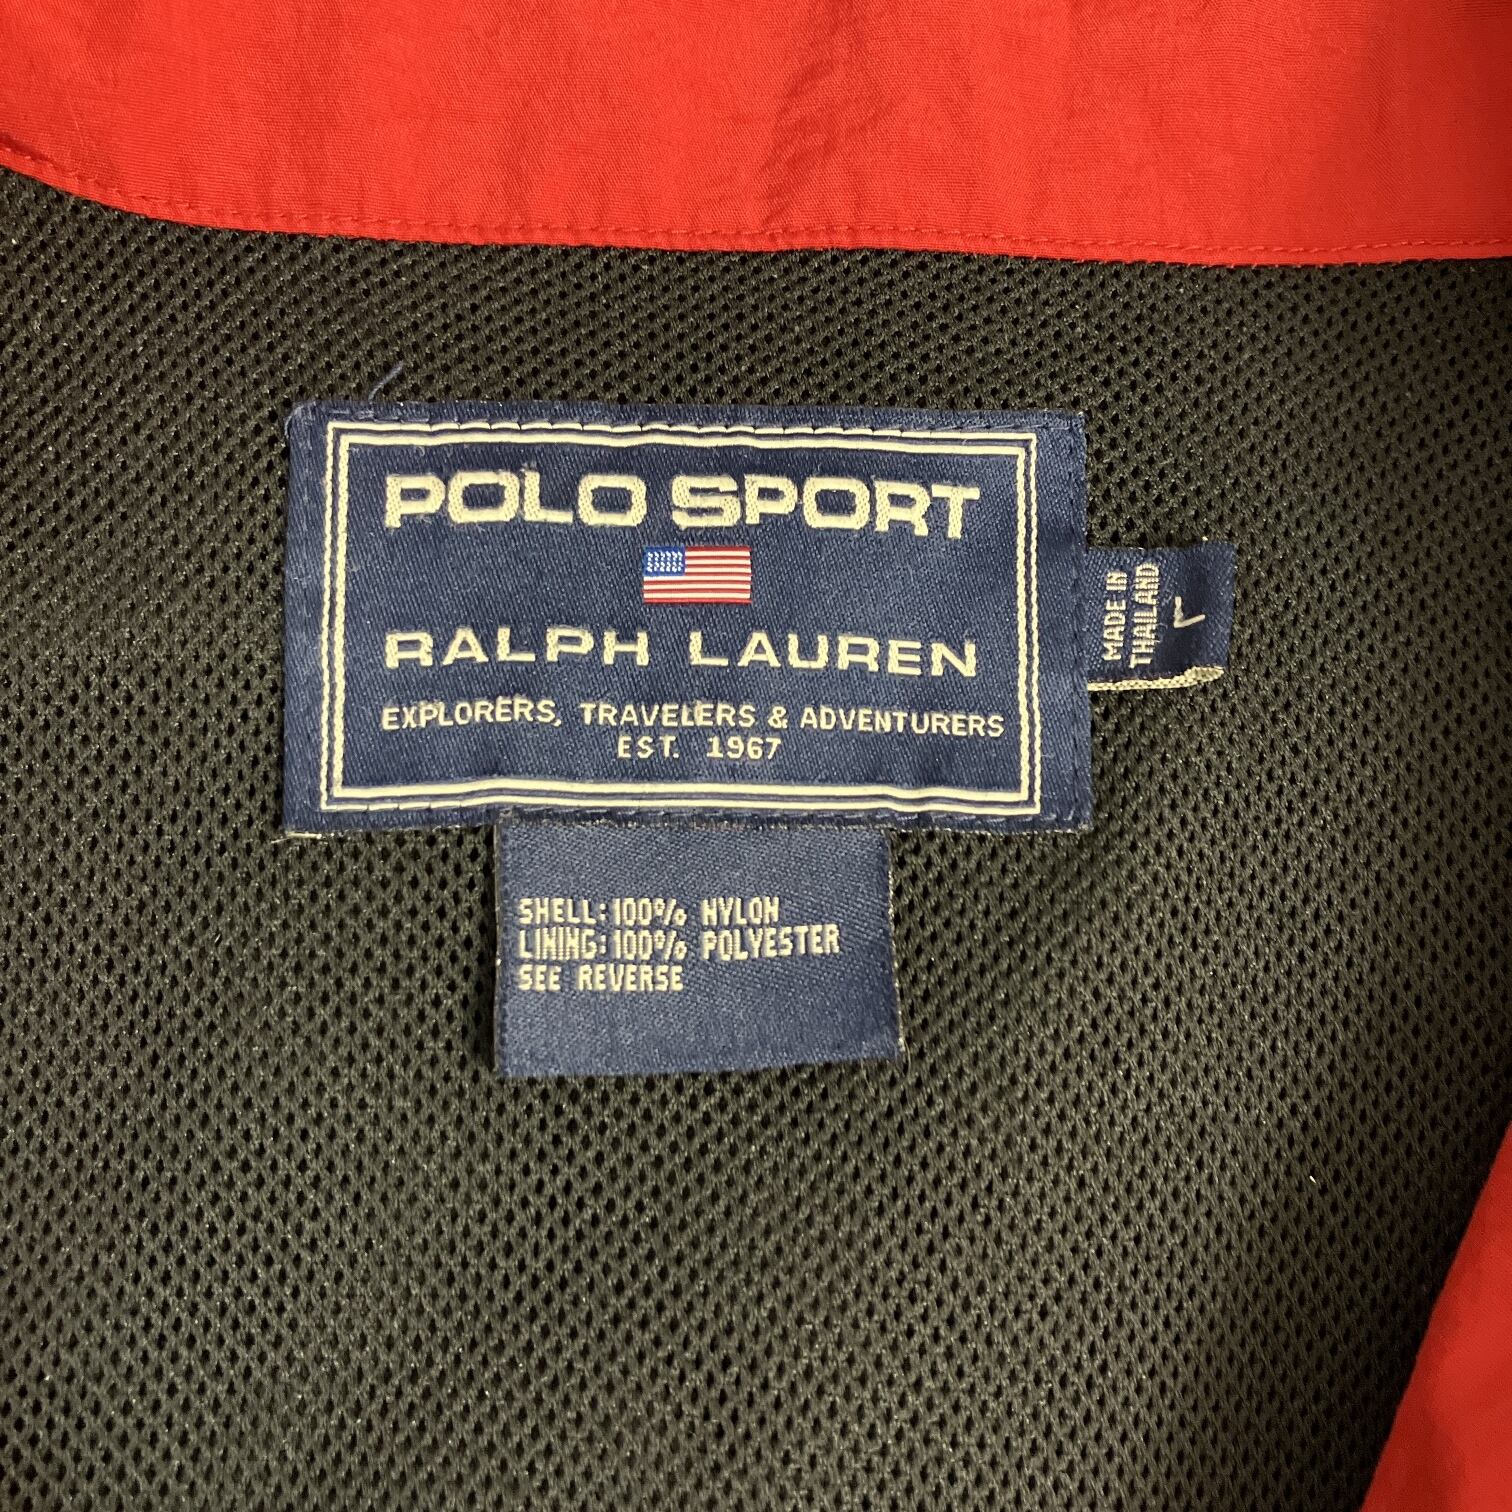 POLO SPORT
RALPH LAUREN
EXPLORERS, TRAVELERS & ADVENTURERS
EST. 1967
MADE IN
THAILAND
L
SHELL: 100% NYLON
LINING: 100% POLYESTER
SEE REVERSE